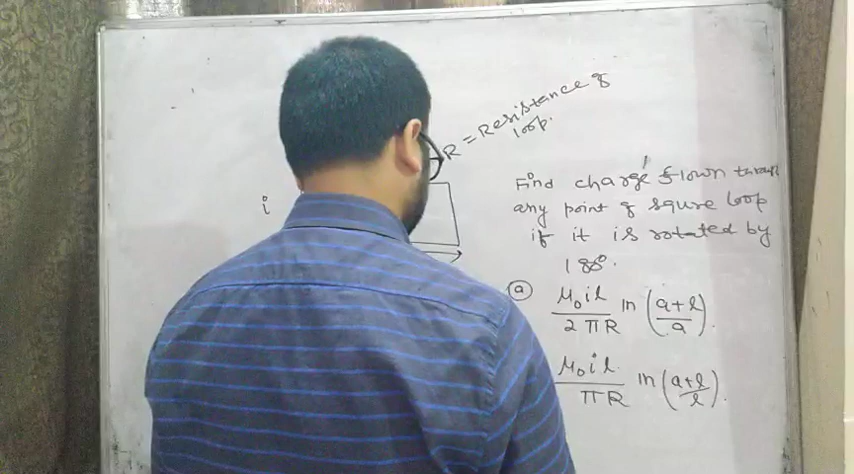 R = Resistance of
loop.
i
Find charge flown through
any point of squre loop
if it is rotated by
180°.
(a) μ₀il / 2πR ln (a+l / a).
μ₀il / πR ln (a+l / l).